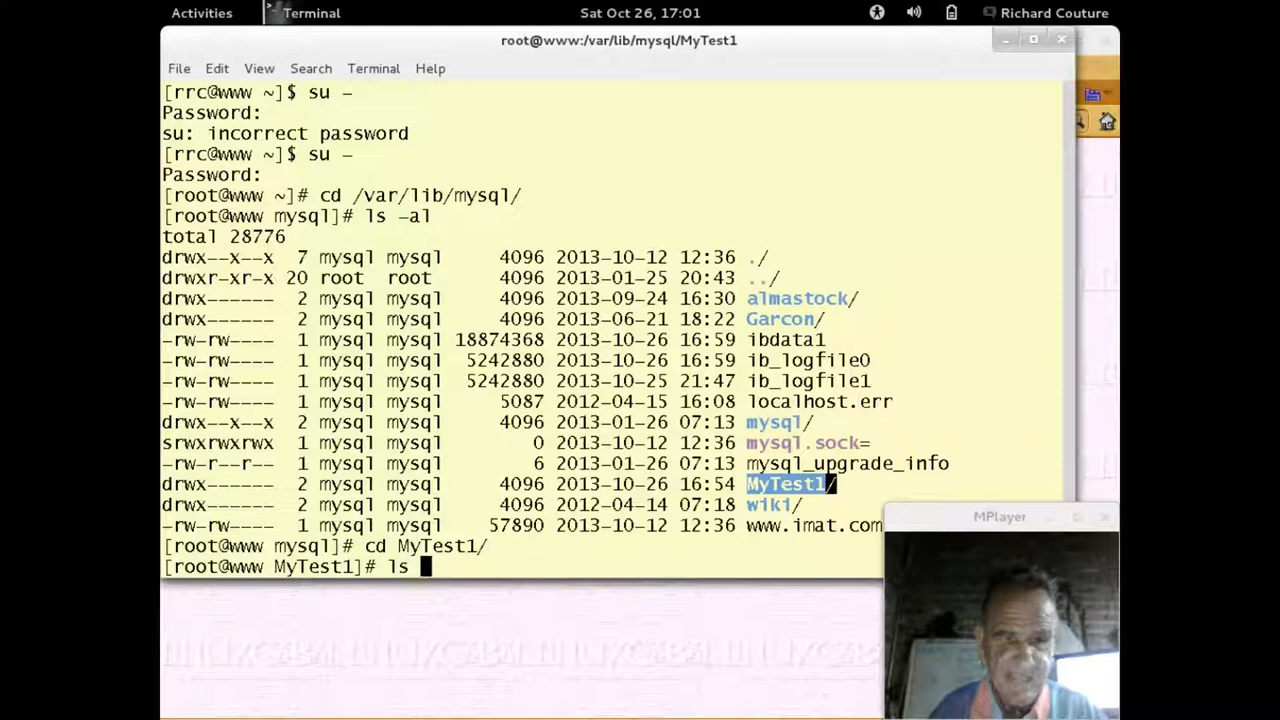 Activities Terminal Sat Oct 26, 17:01 Richard Couture
root@www:/var/lib/mysql/MyTest1
File Edit View Search Terminal Help
[rrc@www ~]$ su -
Password:
su: incorrect password
[rrc@www ~]$ su -
Password:
[root@www ~]# cd /var/lib/mysql/
[root@www mysql]# ls -al
total 28776
drwx--x--x 7 mysql mysql 4096 2013-10-12 12:36 ./
drwxr-xr-x 20 root root 4096 2013-01-25 20:43 ../
drwx------ 2 mysql mysql 4096 2013-09-24 16:30 almastock/
drwx------ 2 mysql mysql 4096 2013-06-21 18:22 Garcon/
-rw-rw---- 1 mysql mysql 18874368 2013-10-26 16:59 ibdata1
-rw-rw---- 1 mysql mysql 5242880 2013-10-26 16:59 ib_logfile0
-rw-rw---- 1 mysql mysql 5242880 2013-10-25 21:47 ib_logfile1
-rw-rw---- 1 mysql mysql 5087 2012-04-15 16:08 localhost.err
drwx--x--x 2 mysql mysql 4096 2013-01-26 07:13 mysql/
srwxrwxrwx 1 mysql mysql 0 2013-10-12 12:36 mysql.sock=
-rw-r--r-- 1 mysql mysql 6 2013-01-26 07:13 mysql_upgrade_info
drwx------ 2 mysql mysql 4096 2013-10-26 16:54 MyTest1/
drwx------ 2 mysql mysql 4096 2012-04-14 07:18 wiki/
-rw-rw---- 1 mysql mysql 57890 2013-10-12 12:36 www.imat.com
[root@www mysql]# cd MyTest1/
[root@www MyTest1]# ls
MPlayer